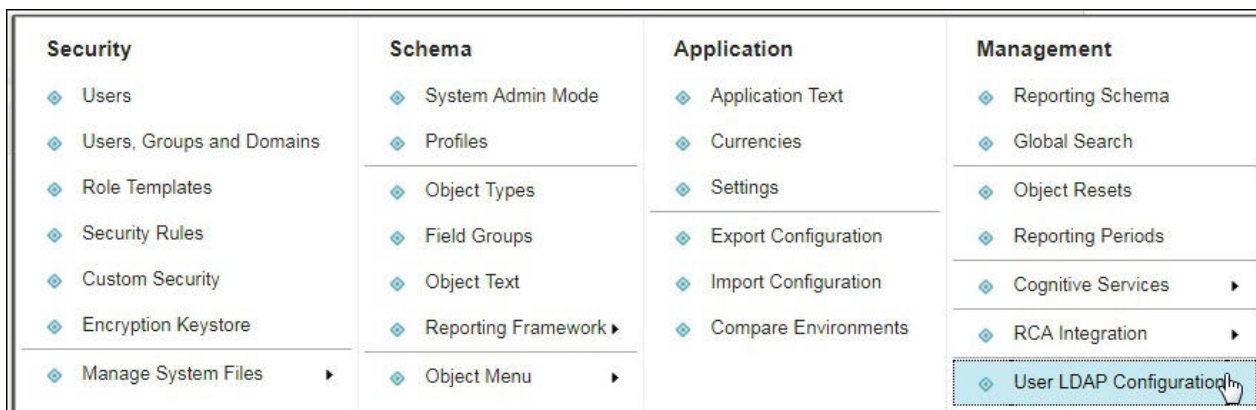 Security
Users
Users, Groups and Domains
Role Templates
Security Rules
Custom Security
Encryption Keystore
Manage System Files
Schema
System Admin Mode
Profiles
Object Types
Field Groups
Object Text
Reporting Framework
Object Menu
Application
Application Text
Currencies
Settings
Export Configuration
Import Configuration
Compare Environments
Management
Reporting Schema
Global Search
Object Resets
Reporting Periods
Cognitive Services
RCA Integration
User LDAP Configuration